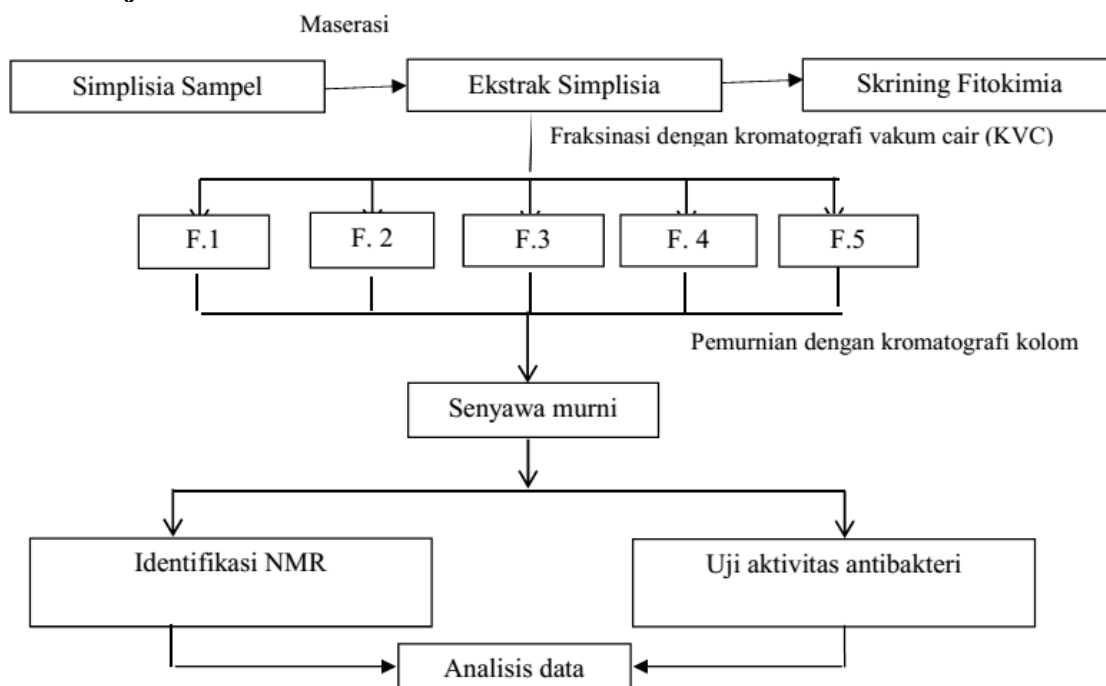 Maserasi
Simplisia Sampel
Ekstrak Simplisia
Skrining Fitokimia
Fraksinasi dengan kromatografi vakum cair (KVC)
F.1
F. 2
F.3
F. 4
F.5
Pemurnian dengan kromatografi kolom
Senyawa murni
Identifikasi NMR
Uji aktivitas antibakteri
Analisis data